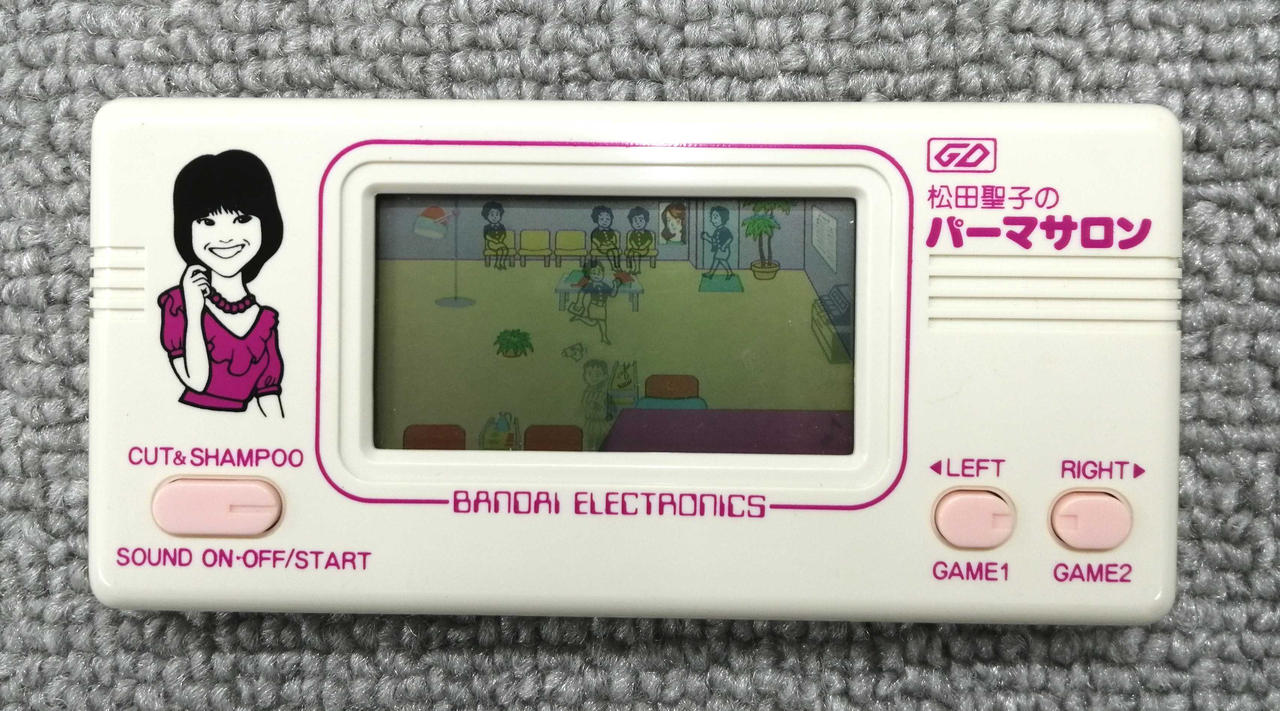 GD
松田聖子の
パーマサロン
CUT&SHAMPOO
SOUND ON·OFF/START
BANDAI ELECTRONICS
◀LEFT
RIGHT▶
GAME1
GAME2